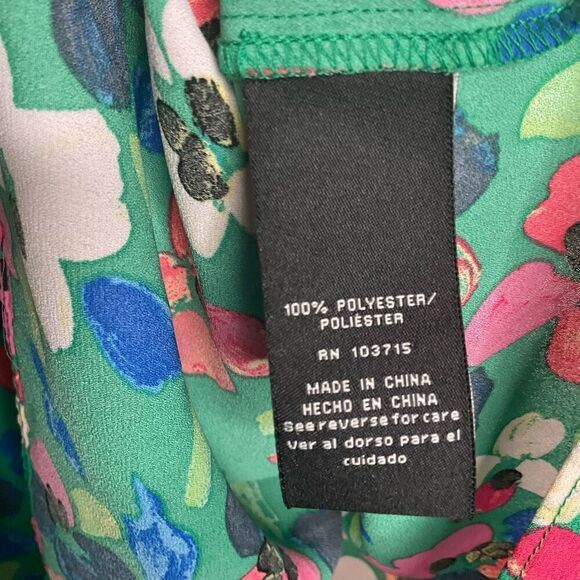 100% POLYESTER/
POLIÉSTER
RN 103715
MADE IN CHINA
HECHO EN CHINA
See reverse for care
Ver al dorso para el
cuidado